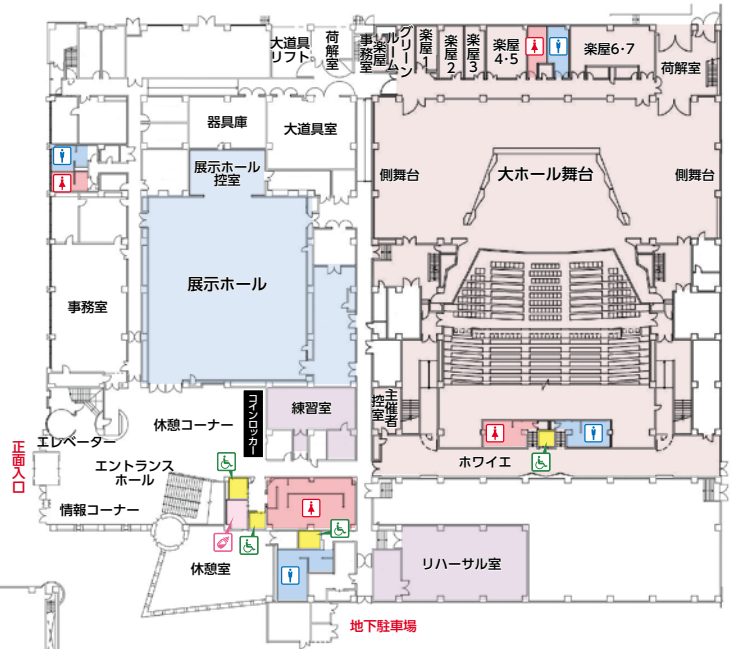 大道具
リフト
荷解室
楽屋
事務室
グリーン
ルーム
楽屋1
楽屋2
楽屋3
楽屋
4・5
楽屋6・7
荷解室
器具庫
大道具室
展示ホール
控室
側舞台
大ホール舞台
側舞台
展示ホール
事務室
主催者
控室
コインロッカー
練習室
休憩コーナー
エレベーター
正面入口
エントランス
ホール
ホワイエ
情報コーナー
休憩室
リハーサル室
地下駐車場